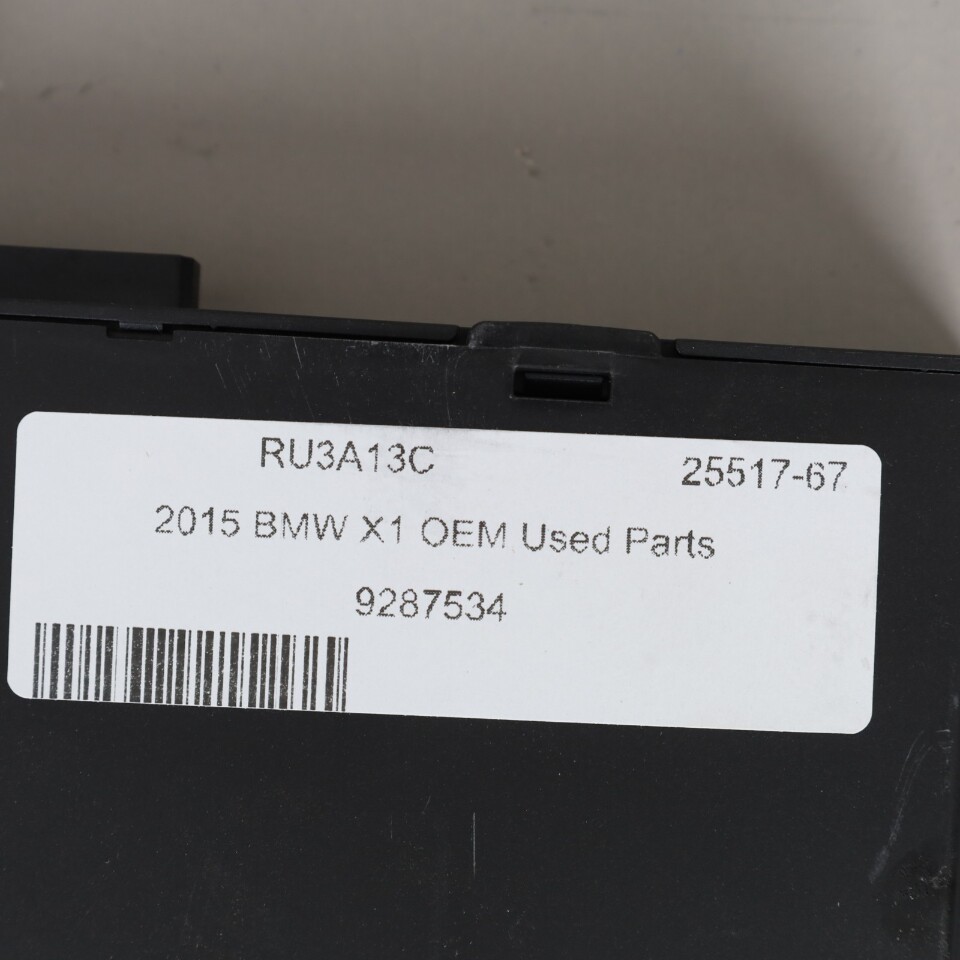 RU3A13C 25517-67
2015 BMW X1 OEM Used Parts
9287534